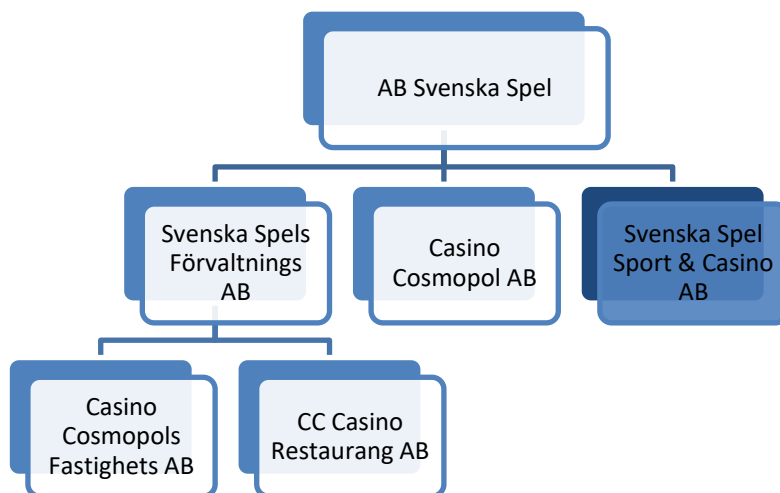 AB Svenska Spel
Svenska Spels
Förvaltnings
AB
Casino
Cosmopol AB
Svenska Spel
Sport & Casino
AB
Casino
Cosmopols
Fastighets AB
CC Casino
Restaurang AB